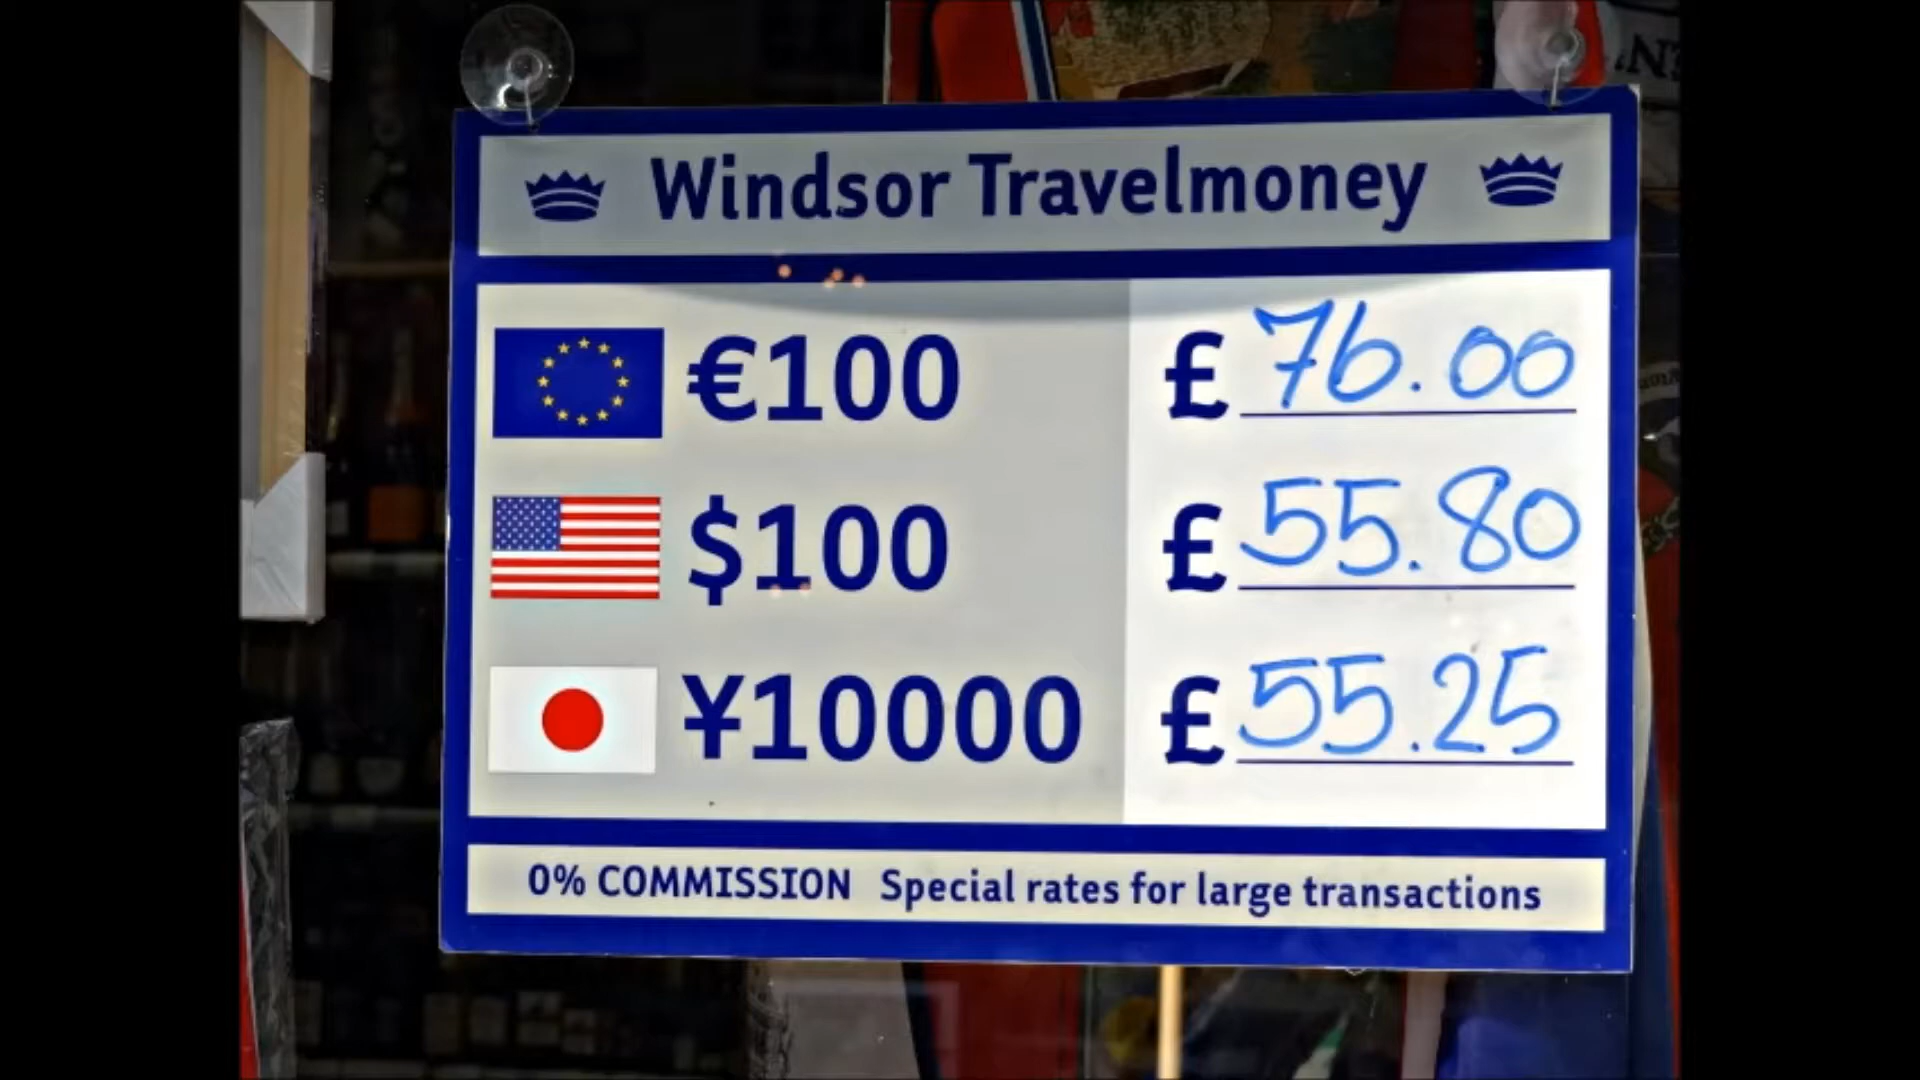 Windsor Travelmoney
€100 £ 76.00
$100 £ 55.80
¥10000 £ 55.25
0% COMMISSION Special rates for large transactions